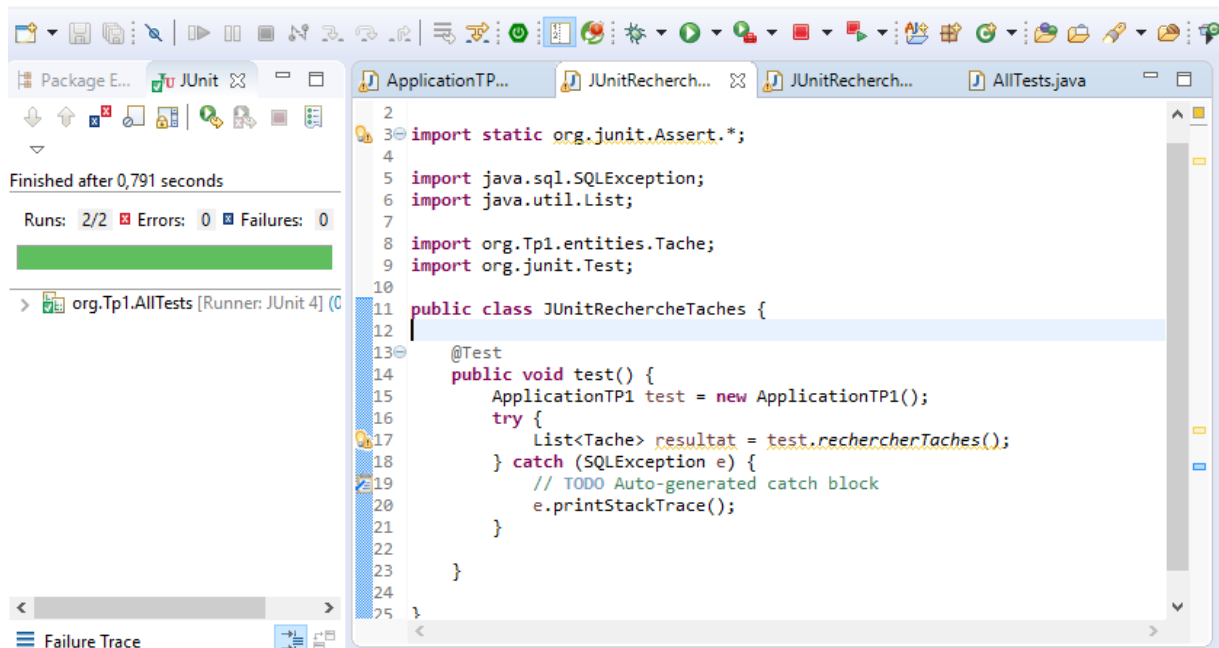 Package E...
JUnit
Finished after 0,791 seconds
Runs: 2/2 Errors: 0 Failures: 0
org.Tp1.AllTests [Runner: JUnit 4] (0
Failure Trace
ApplicationTP...
JUnitRecherch...
JUnitRecherch...
AllTests.java
2
3 import static org.junit.Assert.*;
4
5 import java.sql.SQLException;
6 import java.util.List;
7
8 import org.Tp1.entities.Tache;
9 import org.junit.Test;
10
11 public class JUnitRechercheTaches {
12
13 @Test
14 public void test() {
15 ApplicationTP1 test = new ApplicationTP1();
16 try {
17 List<Tache> resultat = test.rechercherTaches();
18 } catch (SQLException e) {
19 // TODO Auto-generated catch block
20 e.printStackTrace();
21 }
22
23 }
24
25 }